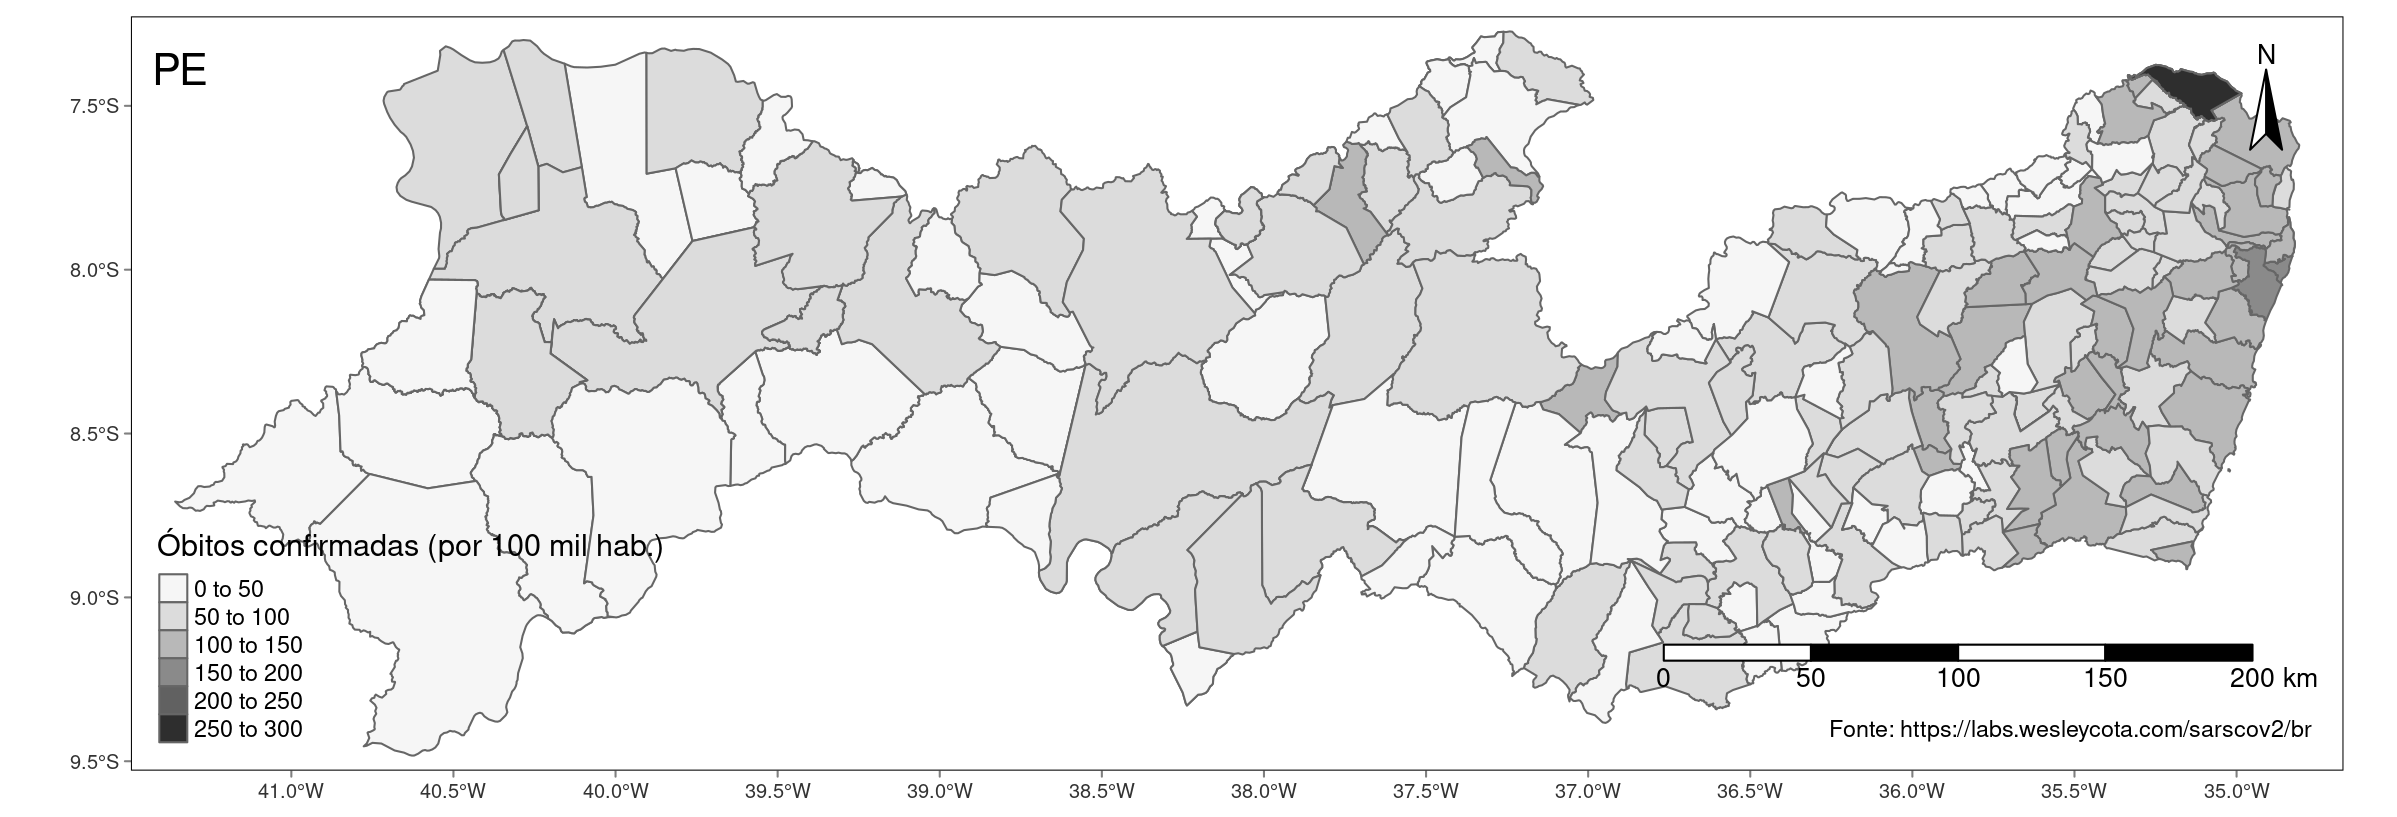 PE
N
7.5°S
8.0°S
8.5°S
9.0°S
9.5°S
Óbitos confirmadas (por 100 mil hab.)
0 to 50
50 to 100
100 to 150
150 to 200
200 to 250
250 to 300
0 50 100 150 200 km
Fonte: https://labs.wesleycota.com/sarscov2/br
41.0°W 40.5°W 40.0°W 39.5°W 39.0°W 38.5°W 38.0°W 37.5°W 37.0°W 36.5°W 36.0°W 35.5°W 35.0°W